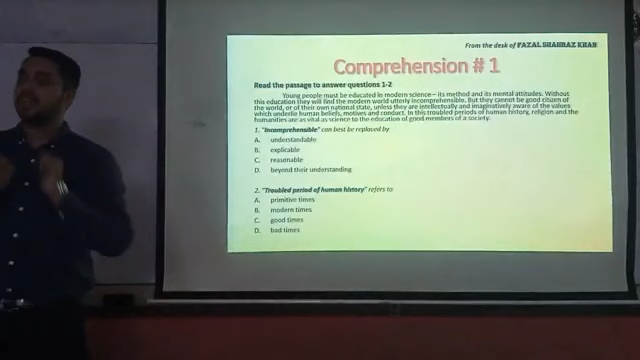 From the desk of FAZAL SHAHBAZ KHAN
Comprehension # 1
Read the passage to answer questions 1-2
Young people must be educated in modern science— its method and its mental attitudes. Without
this education they will find the modern world utterly incomprehensible. But they cannot be good citizen of
the world, or of their own national state, unless they are intellectually and imaginatively aware of the values
which underlie human beliefs, motives and conduct. In this troubled periods of human history, religion and the
humanities are as vital as science to the education of good members of a society.
1. "Incomprehensible" can best be replaced by
A. understandable
B. explicable
C. reasonable
D. beyond their understanding
2. "Troubled period of human history" refers to
A. primitive times
B. modern times
C. good times
D. bad times